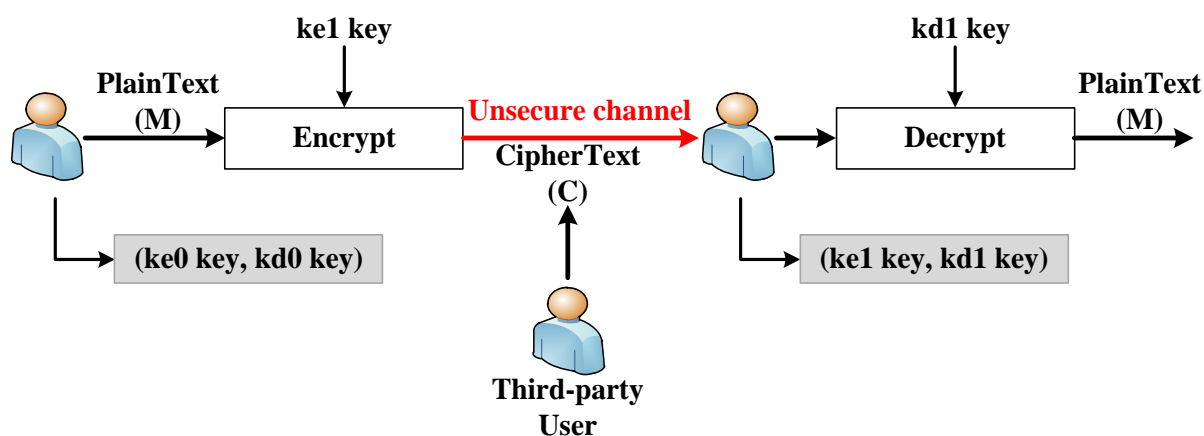 ke1 key
kd1 key
PlainText
(M)
Encrypt
Unsecure channel
CipherText
(C)
Decrypt
PlainText
(M)
(ke0 key, kd0 key)
(ke1 key, kd1 key)
Third-party
User